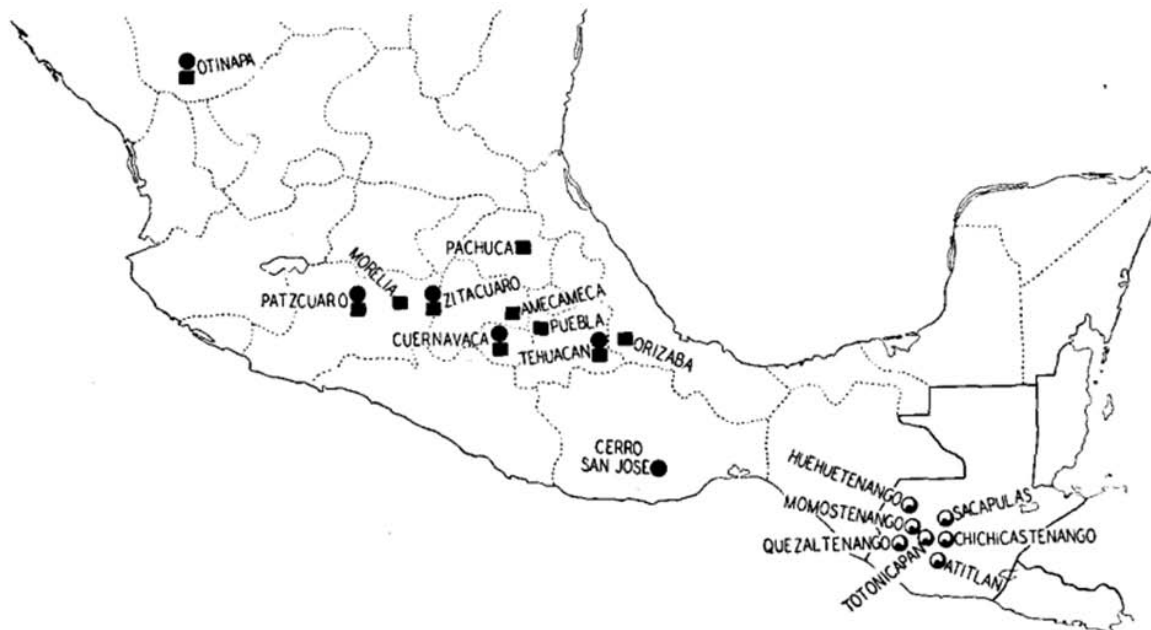 OTINAPA
PACHUCA
MORELIA
PATZCUARO
ZITACUARO
AMECAMECA
PUEBLA
CUERNAVACA
TEHUACAN
ORIZABA
CERRO
SAN JOSE
HUEHUETENANGO
SACAPULAS
MOMOSTENANGO
QUEZALTENANGO
CHICHICASTENANGO
TOTONICAPAN
ATITLAN